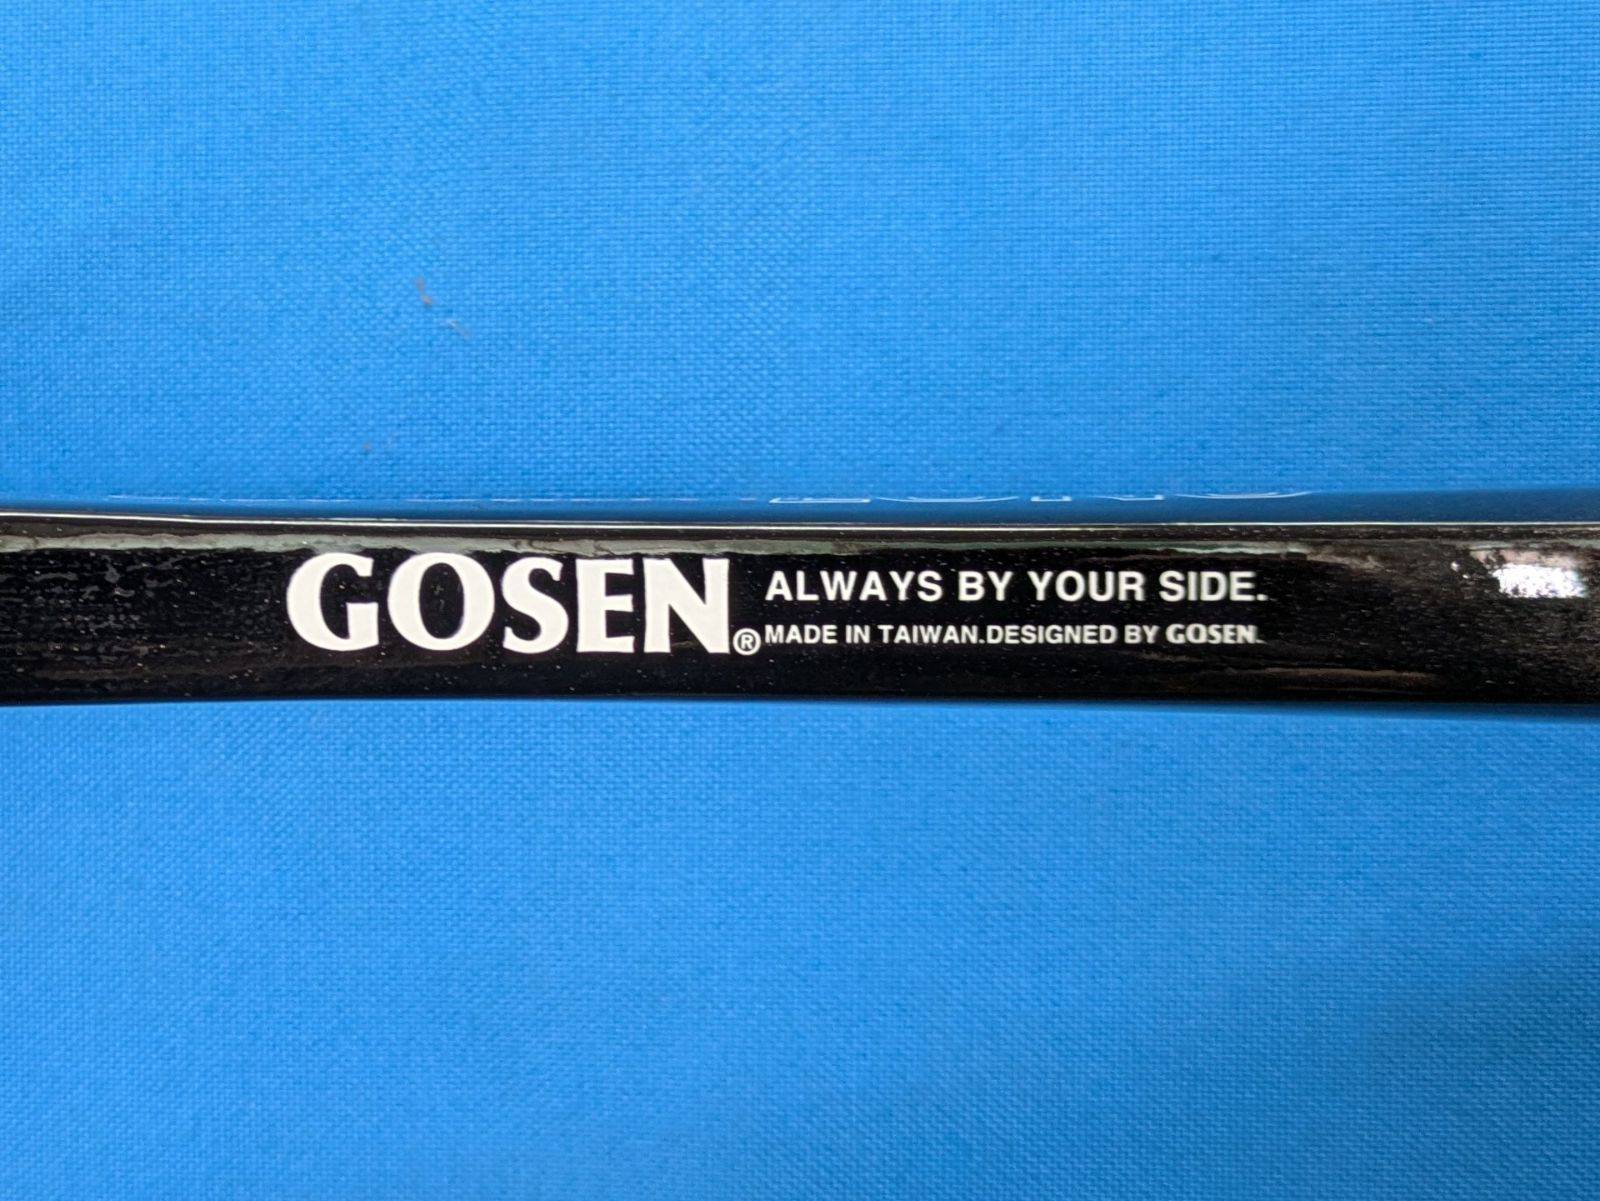 GOSEN® ALWAYS BY YOUR SIDE.
MADE IN TAIWAN.DESIGNED BY GOSEN.